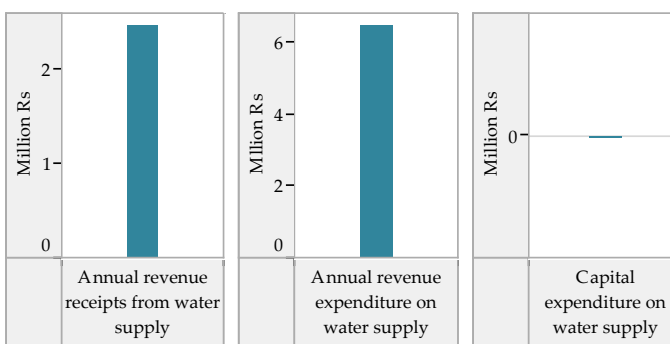 Million Rs
2
1
0
Annual revenue
receipts from water
supply
Million Rs
6
4
2
0
Annual revenue
expenditure on
water supply
Million Rs
0
Capital
expenditure on
water supply